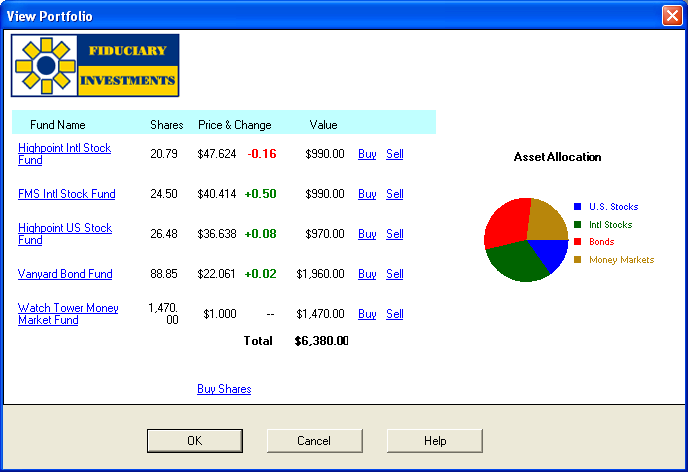 View Portfolio
FIDUCIARY
INVESTMENTS
Fund Name Shares Price & Change Value
Highpoint Intl Stock
Fund 20.79 $47.624 -0.16 $990.00 Buy Sell
FMS Intl Stock Fund 24.50 $40.414 +0.50 $990.00 Buy Sell
Highpoint US Stock
Fund 26.48 $36.638 +0.08 $970.00 Buy Sell
Vanyard Bond Fund 88.85 $22.061 +0.02 $1,960.00 Buy Sell
Watch Tower Money
Market Fund 1,470.
00 $1.000 -- $1,470.00 Buy Sell
Total $6,380.00
Buy Shares
Asset Allocation
U.S. Stocks
Intl Stocks
Bonds
Money Markets
OK Cancel Help